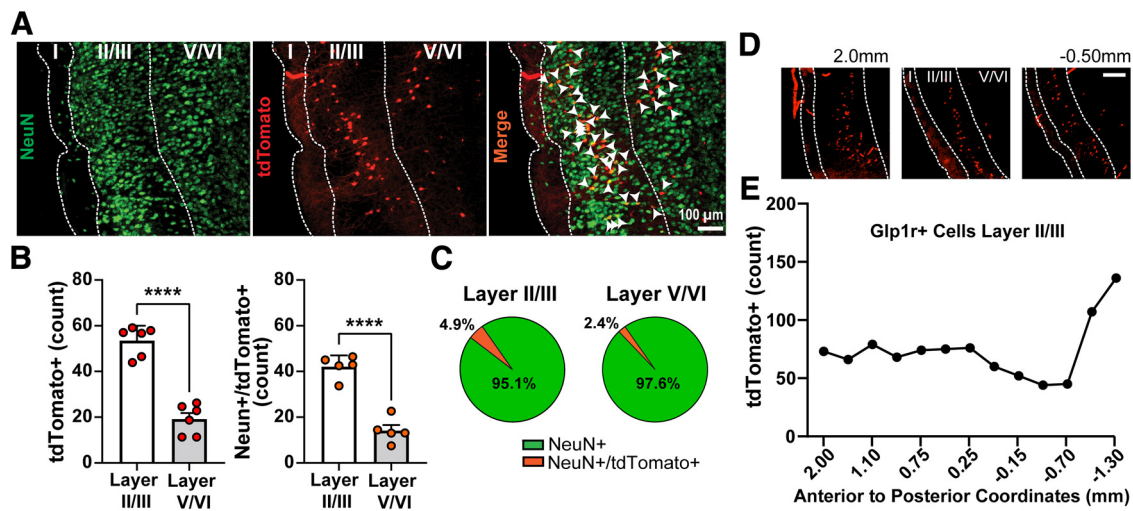 A
I II/III V/VI
NeuN
I II/III V/VI
tdTomato
Merge
100 µm
B
tdTomato+ (count)
80
60
40
20
0
****
Layer II/III
Layer V/VI
Neun+/tdTomato+ (count)
80
60
40
20
0
****
Layer II/III
Layer V/VI
C
Layer II/III
4.9%
95.1%
Layer V/VI
2.4%
97.6%
NeuN+
NeuN+/tdTomato+
D
2.0mm
-0.50mm
I II/III V/VI
E
Glp1r+ Cells Layer II/III
tdTomato+ (count)
200
150
100
50
0
2.00 1.10 0.75 0.25 -0.15 -0.70 -1.30
Anterior to Posterior Coordinates (mm)